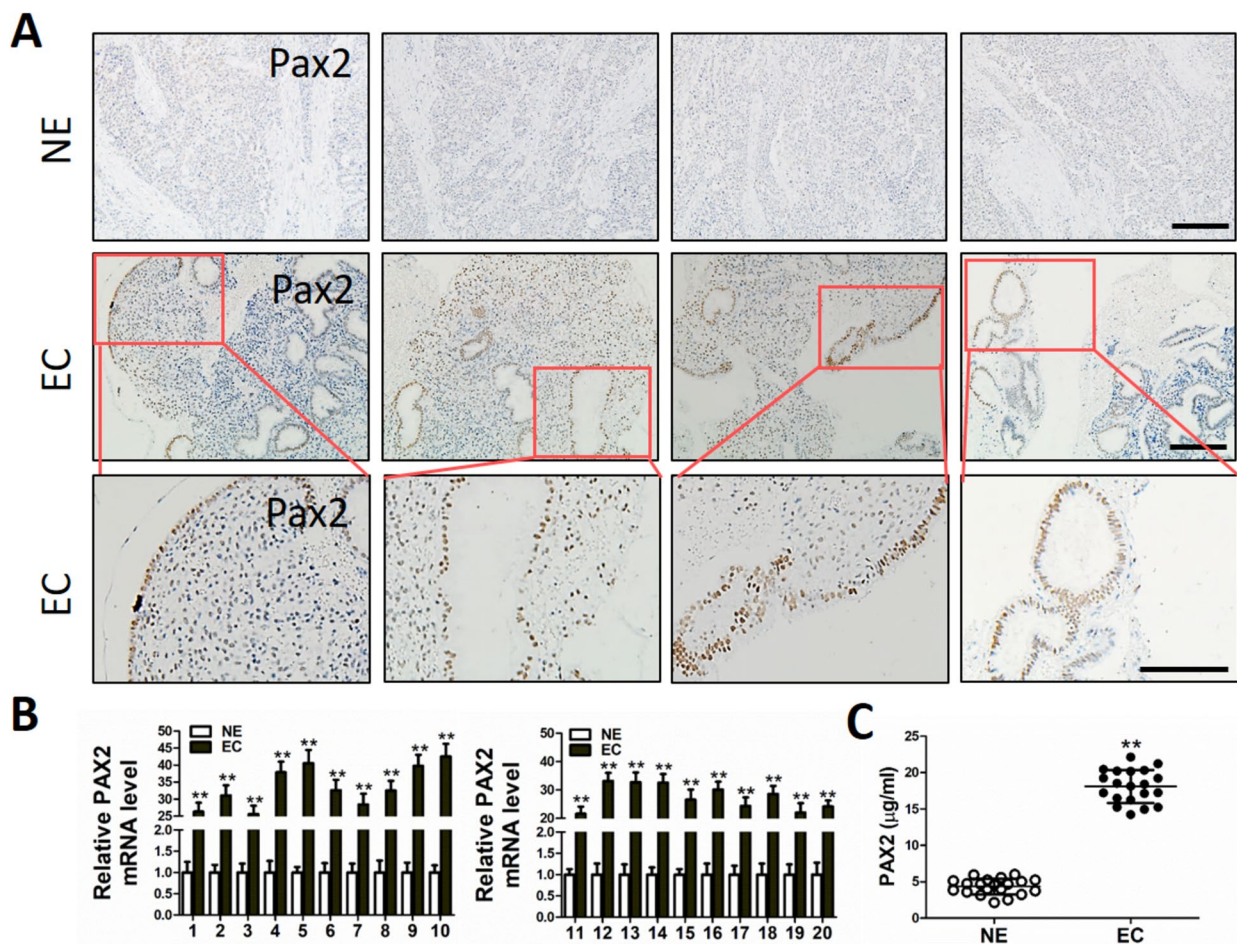 A
Pax2
NE
Pax2
EC
Pax2
EC
B
NE
EC
Relative PAX2
mRNA level
50
45
40
35
30
25
2.0
1.5
1.0
0.5
0.0
** ** ** ** ** ** ** ** ** **
1 2 3 4 5 6 7 8 9 10
NE
EC
Relative PAX2
mRNA level
50
40
30
20
2.0
1.5
1.0
0.5
0.0
** ** ** ** ** ** ** ** ** **
11 12 13 14 15 16 17 18 19 20
C
PAX2 (μg/ml)
25
20
15
10
5
0
**
NE EC